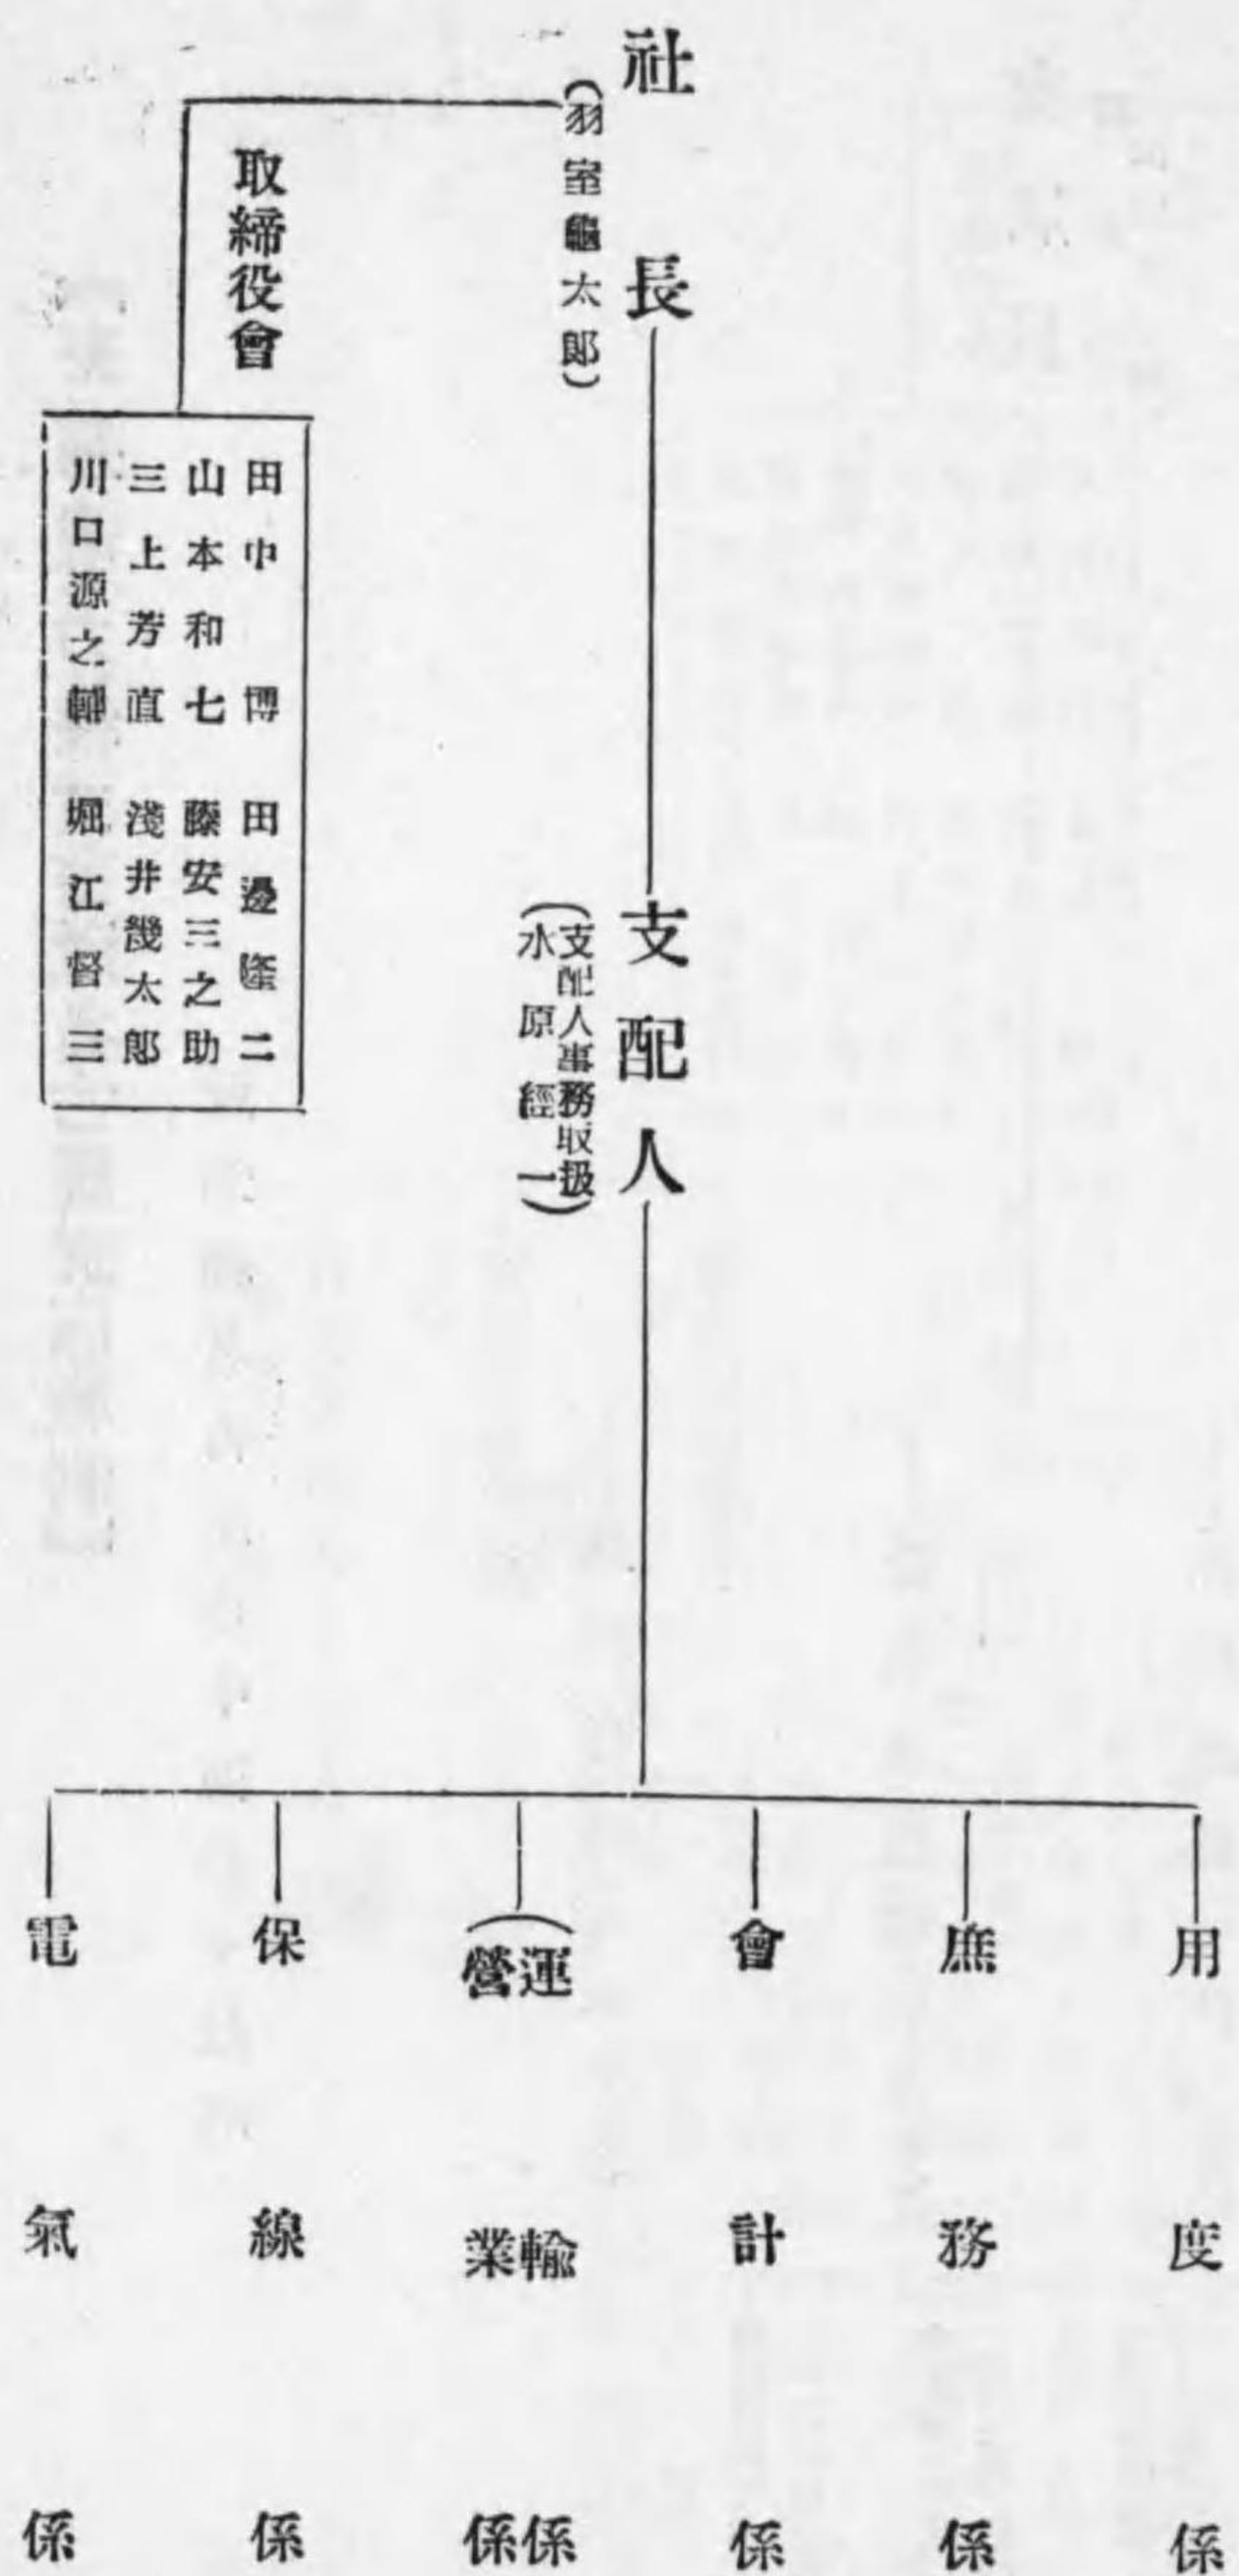 社長
(羽室龜太郎)
取締役會
田中博 田邊隆二
山本和七 藤安三之助
三上芳直 淺井幾太郎
川口源之輔 堀江督三
支配人
(支配人事務取扱
水原經一)
用度係
庶務係
會計係
(運輸係
營業係
保線係
電氣係